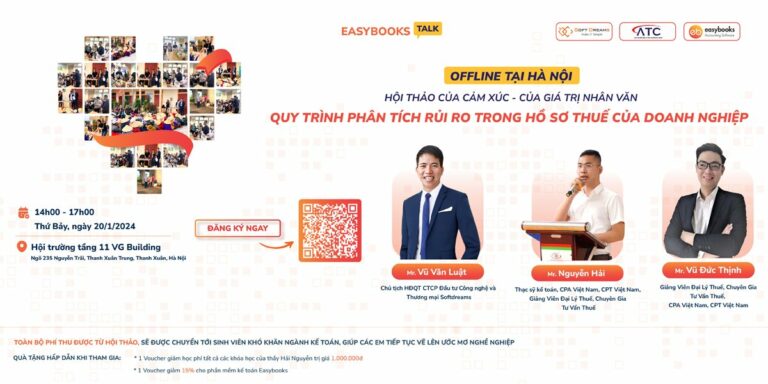 EASYBOOKS TALK
SOFT DREAMS
ATC
easybooks
Accounting Software
OFFLINE TẠI HÀ NỘI
HỘI THẢO CỦA CẢM XÚC - CỦA GIÁ TRỊ NHÂN VĂN
QUY TRÌNH PHÂN TÍCH RỦI RO TRONG HỒ SƠ THUẾ CỦA DOANH NGHIỆP
14h00 - 17h00
Thứ Bảy, ngày 20/1/2024
Hội trường tầng 11 VG Building
Ngõ 235 Nguyễn Trãi, Thanh Xuân Trung, Thanh Xuân, Hà Nội
ĐĂNG KÝ NGAY
Mr. Vũ Văn Luật
Chủ tịch HĐQT CTCP Đầu tư Công nghệ và
Thương mại Softdreams
Mr. Nguyễn Hải
Thạc sỹ kế toán, CPA Việt Nam, CPT Việt Nam,
Giảng Viên Đại Lý Thuế, Chuyên Gia
Tư Vấn Thuế
Mr. Vũ Đức Thịnh
Giảng Viên Đại Lý Thuế, Chuyên Gia
Tư Vấn Thuế,
CPA Việt Nam, CPT Việt Nam
TOÀN BỘ PHÍ THU ĐƯỢC TỪ HỘI THẢO, SẼ ĐƯỢC CHUYỂN TỚI SINH VIÊN KHÓ KHĂN NGÀNH KẾ TOÁN, GIÚP CÁC EM TIẾP TỤC VẼ LÊN ƯỚC MƠ NGHỀ NGHIỆP
QUÀ TẶNG HẤP DẪN KHI THAM GIA: * 1 Voucher giảm học phí tất cả các khóa học của thầy Hải Nguyễn trị giá 1.000.000đ
* 1 Voucher giảm 15% cho phần mềm kế toán Easybooks